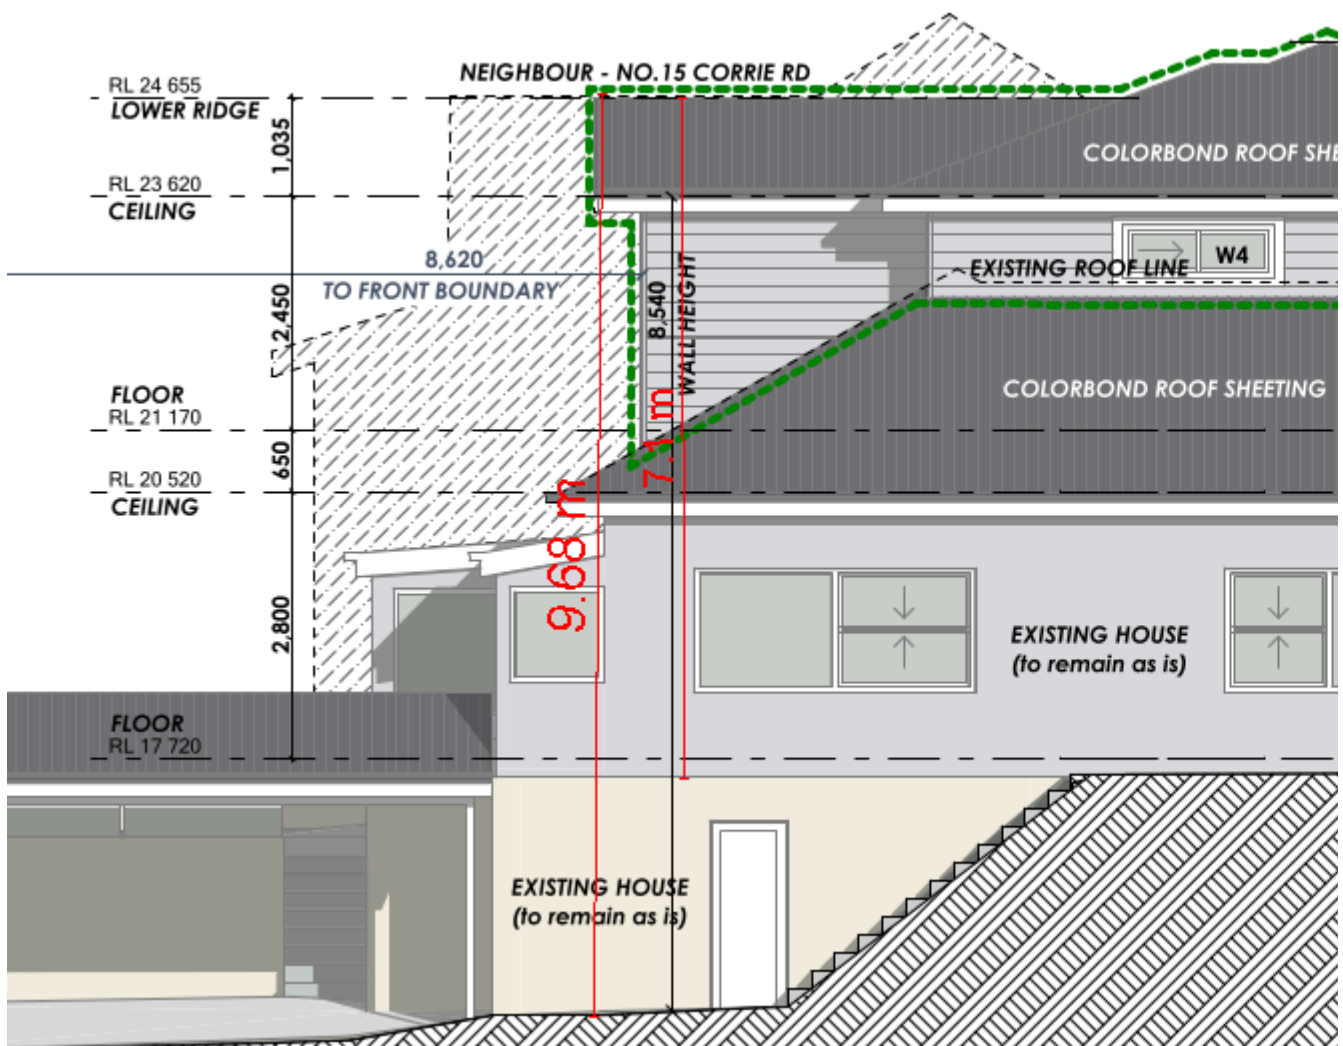 NEIGHBOUR - NO.15 CORRIE RD
RL 24 655
LOWER RIDGE
1,035
COLORBOND ROOF SHE
RL 23 620
CEILING
8,620
TO FRONT BOUNDARY
2,450
8,540
WALL HEIGHT
W4
EXISTING ROOF LINE
FLOOR
RL 21 170
COLORBOND ROOF SHEETING
7.1 m
650
RL 20 520
CEILING
9.68 m
2,800
EXISTING HOUSE
(to remain as is)
FLOOR
RL 17 720
EXISTING HOUSE
(to remain as is)